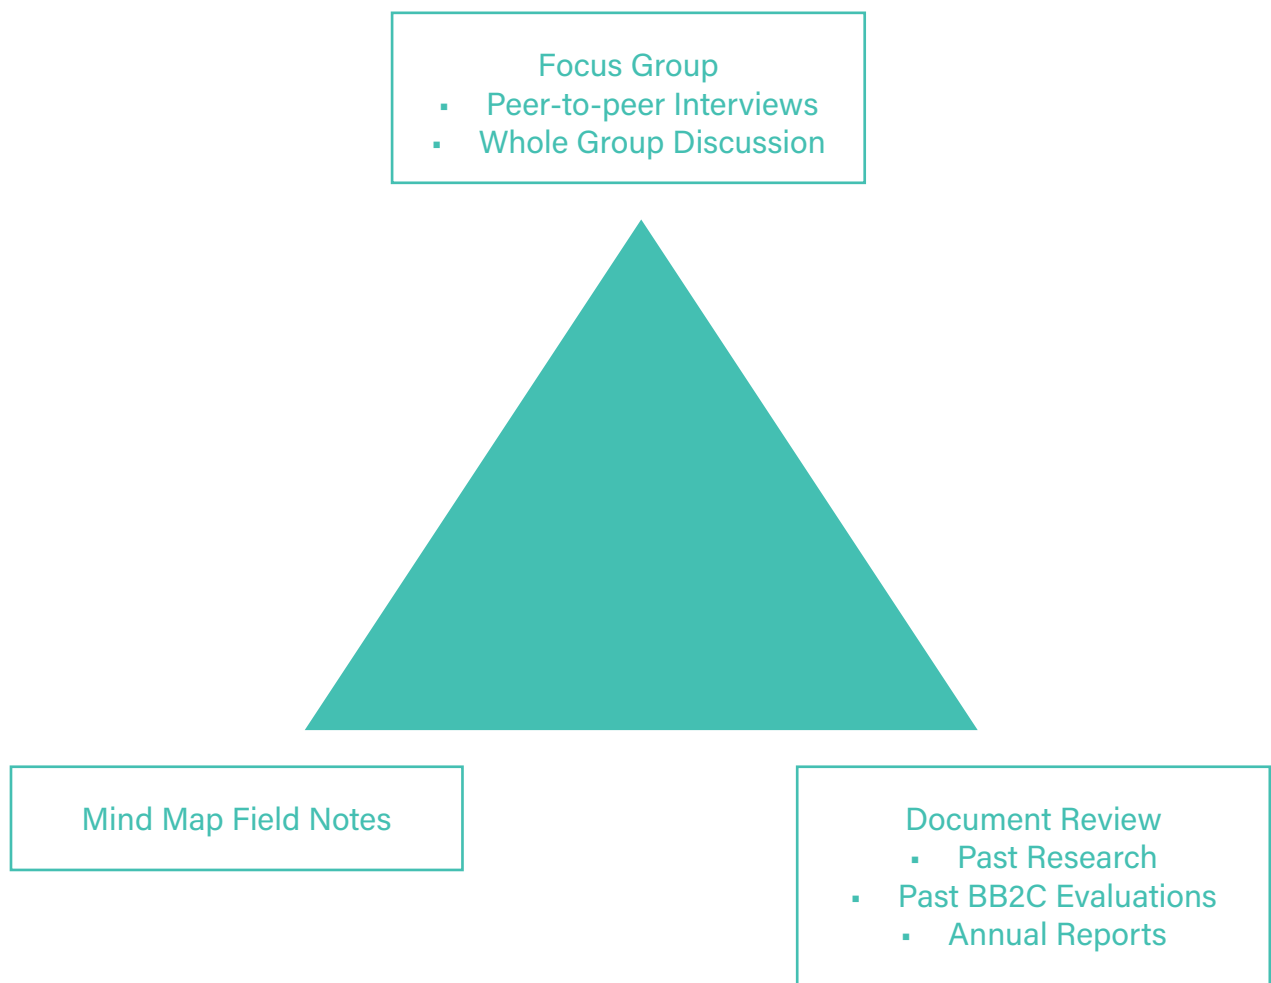 Focus Group
▪ Peer-to-peer Interviews
▪ Whole Group Discussion
Mind Map Field Notes
Document Review
▪ Past Research
▪ Past BB2C Evaluations
▪ Annual Reports